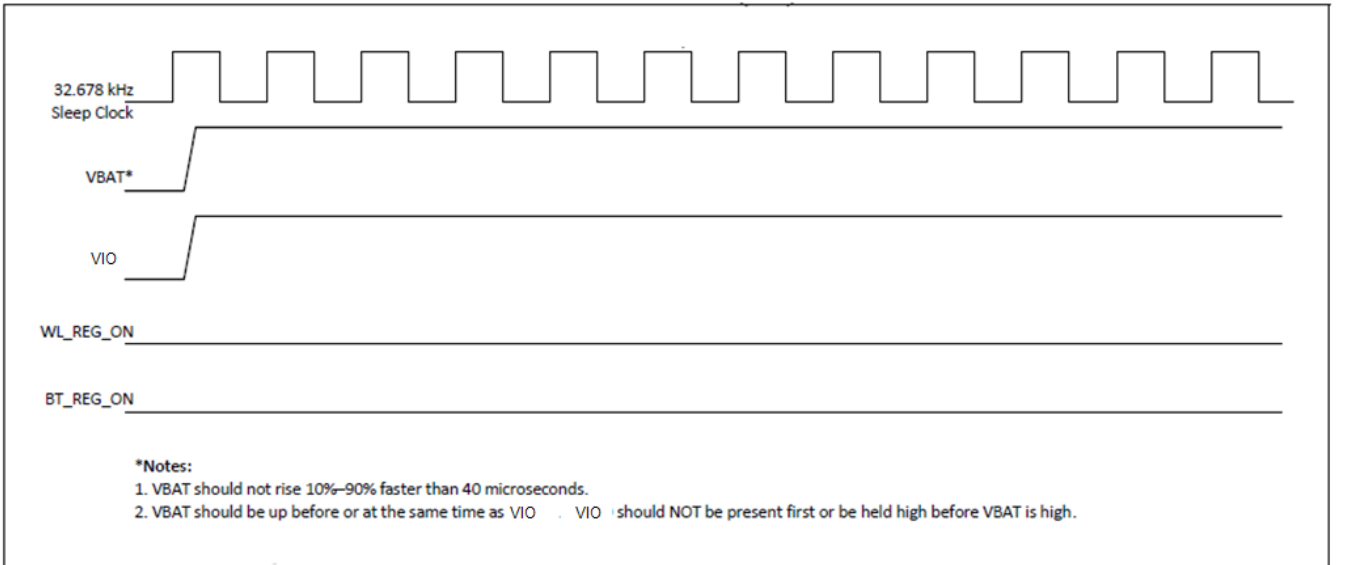 32.678 kHz
Sleep Clock
VBAT*
VIO
WL_REG_ON
BT_REG_ON
*Notes:
1. VBAT should not rise 10%–90% faster than 40 microseconds.
2. VBAT should be up before or at the same time as VIO . VIO should NOT be present first or be held high before VBAT is high.